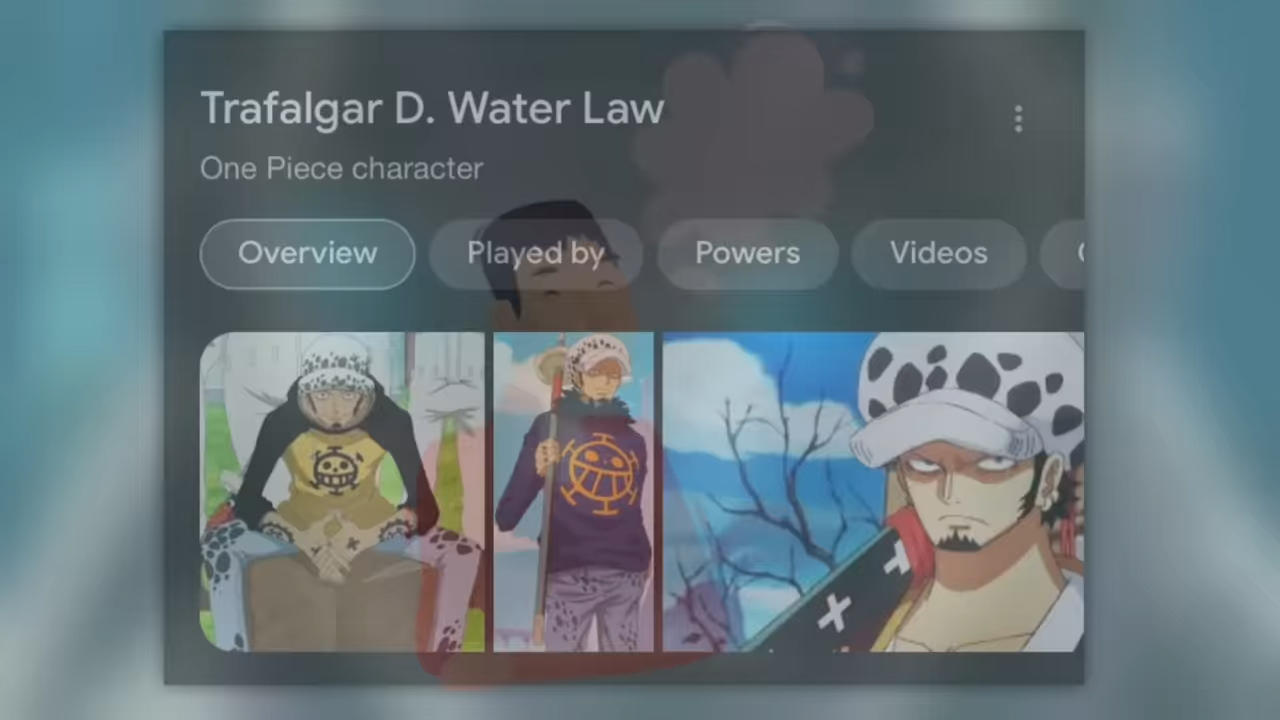 Trafalgar D. Water Law
One Piece character
Overview Played by Powers Videos